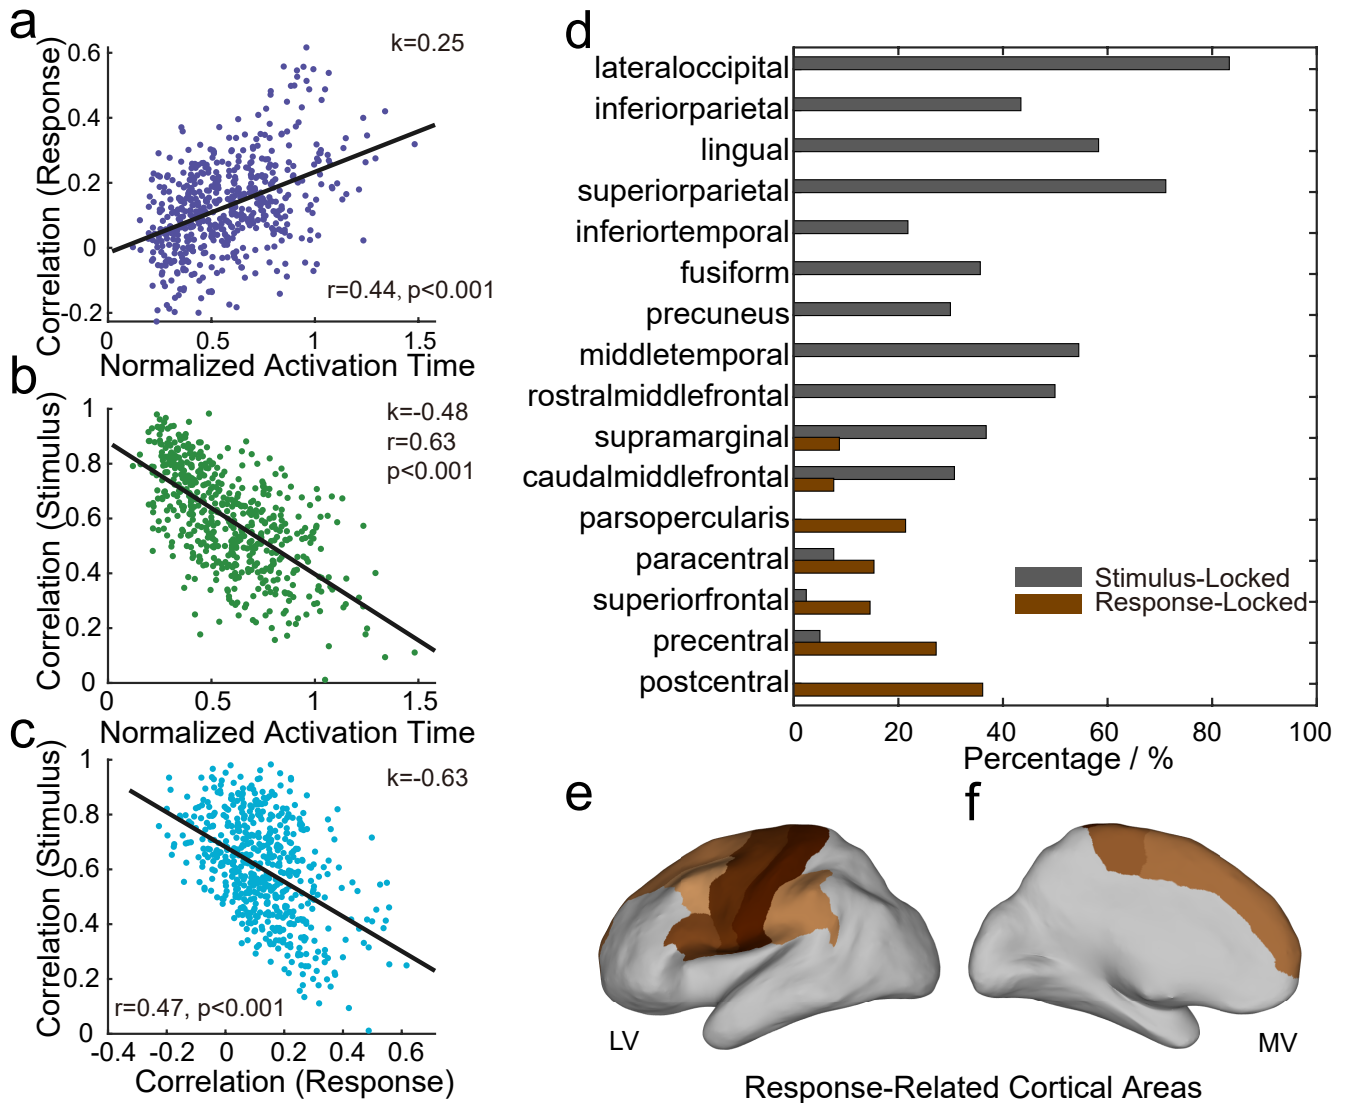 a
k=0.25
0.6
0.4
0.2
0
-0.2
Correlation (Response)
r=0.44, p<0.001
0 0.5 1 1.5
Normalized Activation Time
b
k=-0.48
r=0.63
p<0.001
1
0.8
0.6
0.4
0.2
0
Correlation (Stimulus)
0 0.5 1 1.5
Normalized Activation Time
c
k=-0.63
1
0.8
0.6
0.4
0.2
0
Correlation (Stimulus)
r=0.47, p<0.001
-0.4 -0.2 0 0.2 0.4 0.6
Correlation (Response)
d
lateraloccipital
inferiorparietal
lingual
superiorparietal
inferiortemporal
fusiform
precuneus
middletemporal
rostralmiddlefrontal
supramarginal
caudalmiddlefrontal
parsopercularis
paracentral
superiorfrontal
precentral
postcentral
Stimulus-Locked
Response-Locked
0 20 40 60 80 100
Percentage / %
e
f
LV
MV
Response-Related Cortical Areas